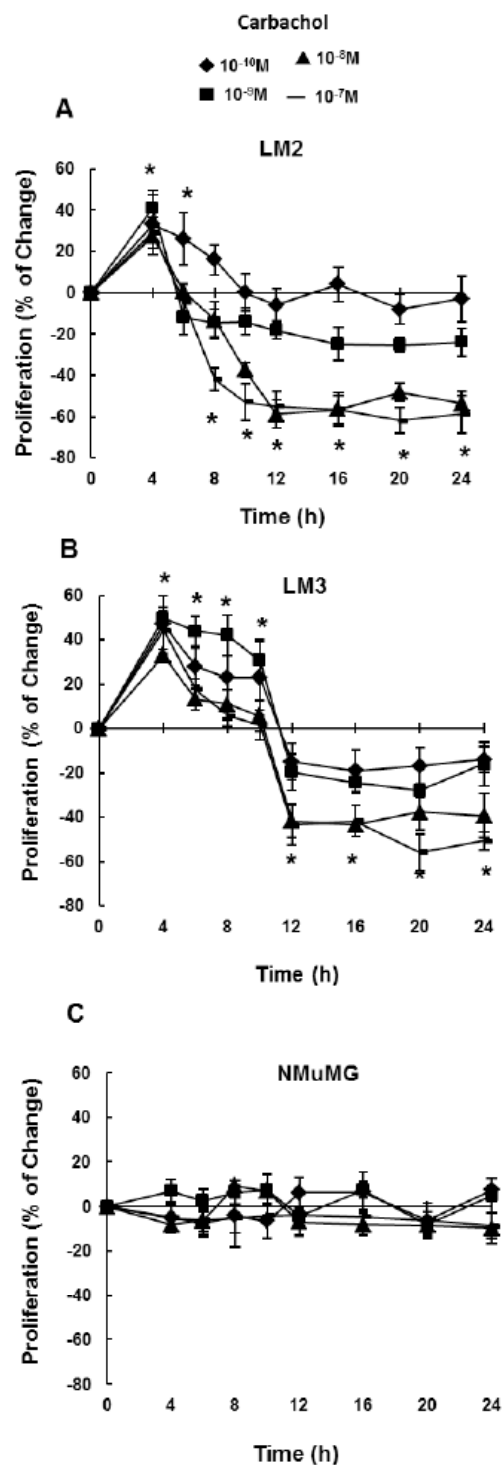 Carbachol
◆ 10⁻¹⁰M ▲ 10⁻⁸M
■ 10⁻⁹M — 10⁻⁷M
A
LM2
Proliferation (% of Change)
60
40
20
0
-20
-40
-60
-80
* * * * * * * *
0 4 8 12 16 20 24
Time (h)
B
LM3
Proliferation (% of Change)
60
40
20
0
-20
-40
-60
-80
* * * * * * * *
0 4 8 12 16 20 24
Time (h)
C
NMuMG
Proliferation (% of Change)
60
40
20
0
-20
-40
-60
-80
0 4 8 12 16 20 24
Time (h)